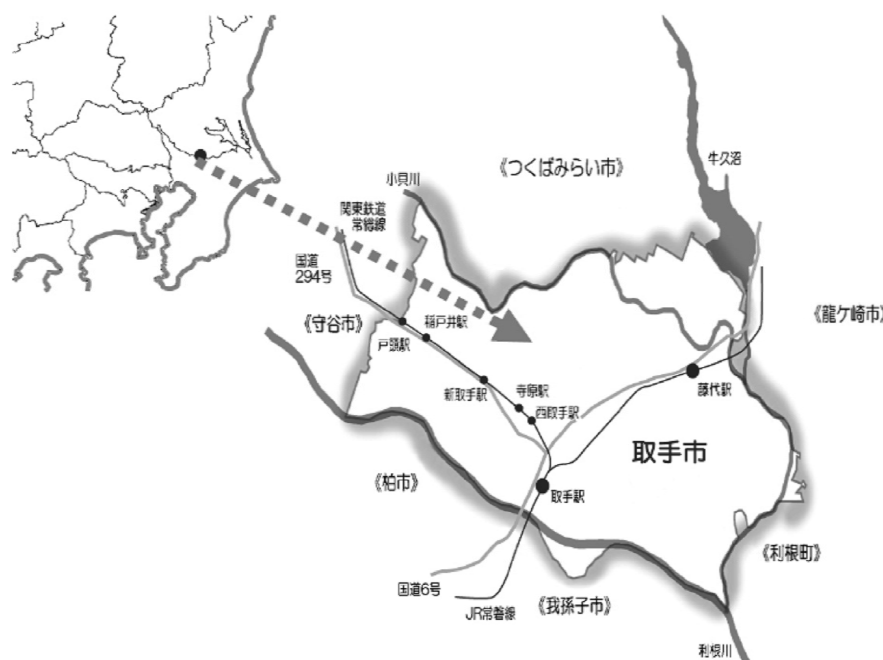 牛久沼
《つくばみらい市》
小貝川
関東鉄道
常総線
国道
294号
《龍ケ崎市》
《守谷市》
稲戸井駅
戸頭駅
藤代駅
新取手駅
寺原駅
西取手駅
取手市
《柏市》
取手駅
《利根町》
国道6号
JR常磐線
《我孫子市》
利根川